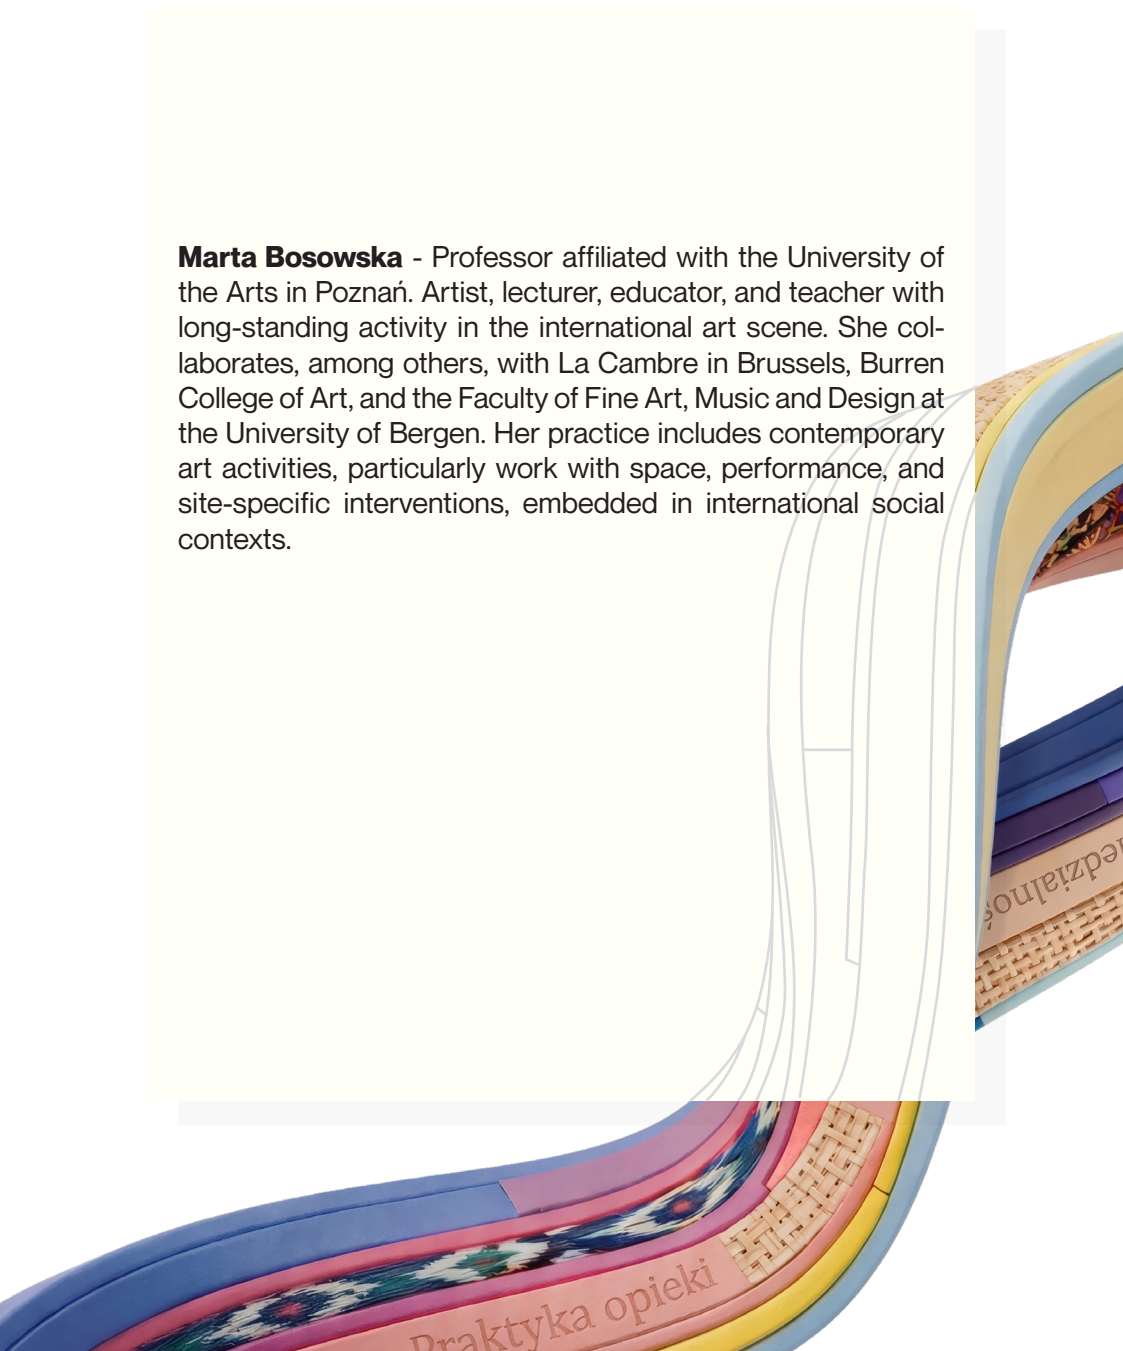 Marta Bosowska - Professor affiliated with the University of
the Arts in Poznań. Artist, lecturer, educator, and teacher with
long-standing activity in the international art scene. She col-
laborates, among others, with La Cambre in Brussels, Burren
College of Art, and the Faculty of Fine Art, Music and Design at
the University of Bergen. Her practice includes contemporary
art activities, particularly work with space, performance, and
site-specific interventions, embedded in international social
contexts.
Praktyka opieki